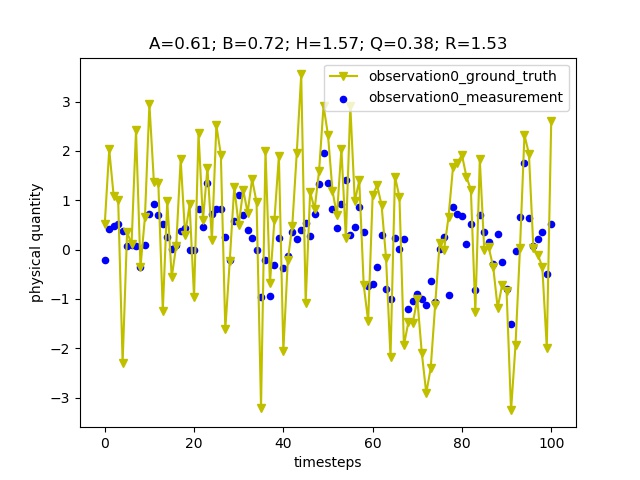 A=0.61; B=0.72; H=1.57; Q=0.38; R=1.53
observation0_ground_truth
observation0_measurement
physical quantity
3
2
1
0
−1
−2
−3
0 20 40 60 80 100
timesteps